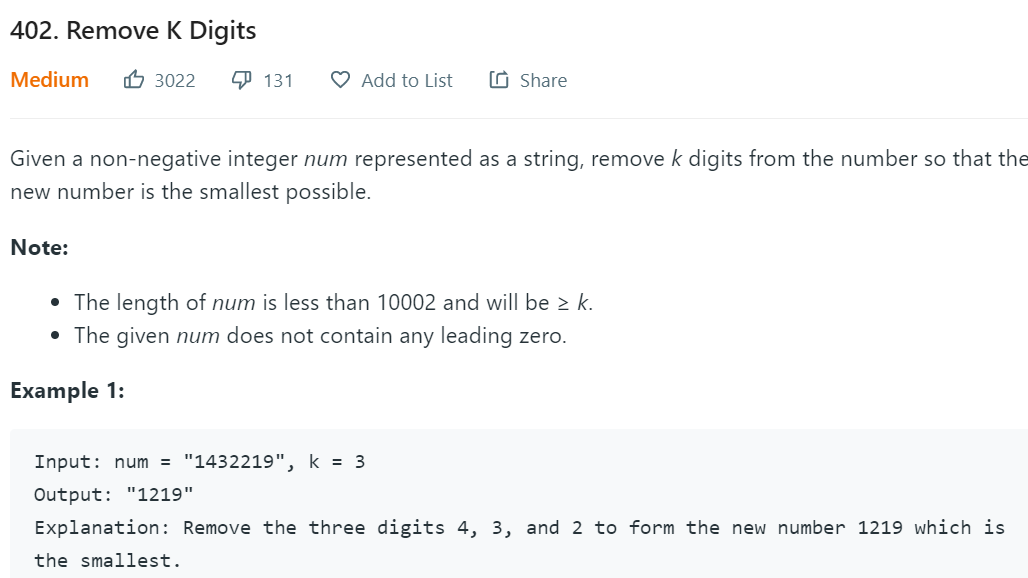 402. Remove K Digits
Medium 3022 131 Add to List Share
Given a non-negative integer num represented as a string, remove k digits from the number so that the
new number is the smallest possible.
Note:
• The length of num is less than 10002 and will be ≥ k.
• The given num does not contain any leading zero.
Example 1:
Input: num = "1432219", k = 3
Output: "1219"
Explanation: Remove the three digits 4, 3, and 2 to form the new number 1219 which is
the smallest.